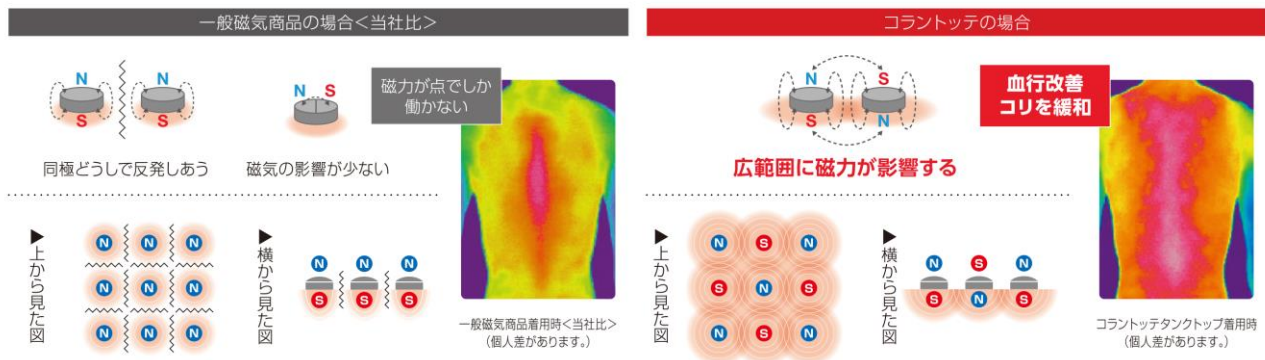 一般磁気商品の場合＜当社比＞
N
N
S
S
同極どうしで反発しあう
N S
磁気の影響が少ない
磁力が点でしか
働かない
▶上から見た図
N N N
N N N
N N N
▶横から見た図
N N N
S S S
一般磁気商品着用時＜当社比＞
（個人差があります。）
コラントッテの場合
N S
S N
広範囲に磁力が影響する
血行改善
コリを緩和
▶上から見た図
N S N
S N S
N S N
▶横から見た図
N S N
S N S
コラントッテタンクトップ着用時
（個人差があります。）